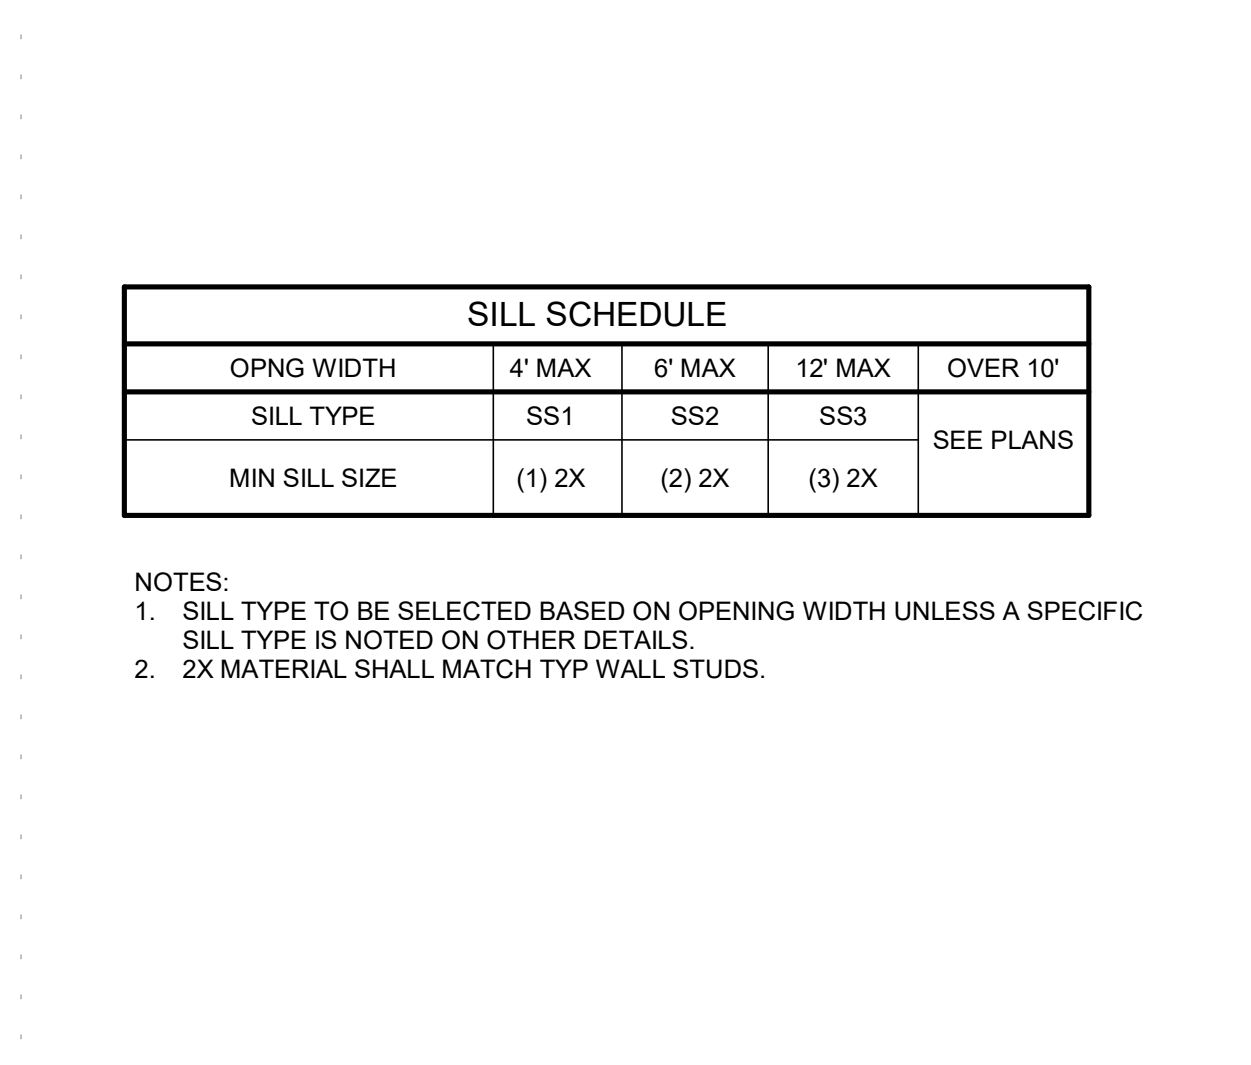 SILL SCHEDULE
OPNG WIDTH 4' MAX 6' MAX 12' MAX OVER 10'
SILL TYPE SS1 SS2 SS3 SEE PLANS
MIN SILL SIZE (1) 2X (2) 2X (3) 2X
NOTES:
1. SILL TYPE TO BE SELECTED BASED ON OPENING WIDTH UNLESS A SPECIFIC
SILL TYPE IS NOTED ON OTHER DETAILS.
2. 2X MATERIAL SHALL MATCH TYP WALL STUDS.